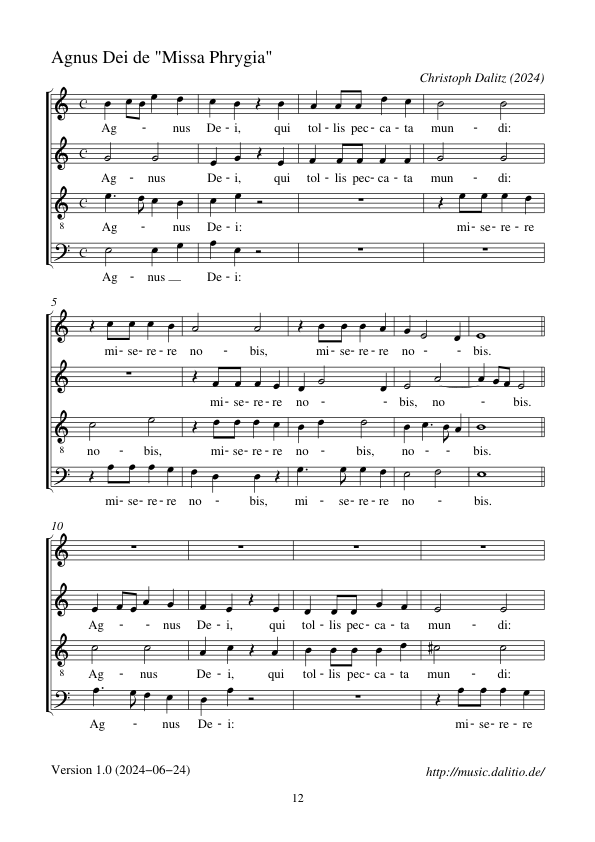 Agnus Dei de "Missa Phrygia"
Christoph Dalitz (2024)
Ag - nus De - i, qui tol - lis pec - ca - ta mun - di:
Ag - nus De - i, qui tol - lis pec - ca - ta mun - di:
8
Ag - nus De - i: mi- se- re - re
Ag - nus __ De - i:
5
mi- se- re - re no - bis, mi- se- re - re no - bis.
mi- se- re - re no - bis, no - bis.
8
no - bis, mi- se- re - re no - bis, no - bis.
mi- se- re - re no - bis, mi- se- re - re no - bis.
10
Ag - nus De - i, qui tol - lis pec - ca - ta mun - di:
8
Ag - nus De - i, qui tol - lis pec - ca - ta mun - di:
Ag - nus De - i: mi- se- re - re
Version 1.0 (2024−06−24)
http://music.dalitio.de/
12